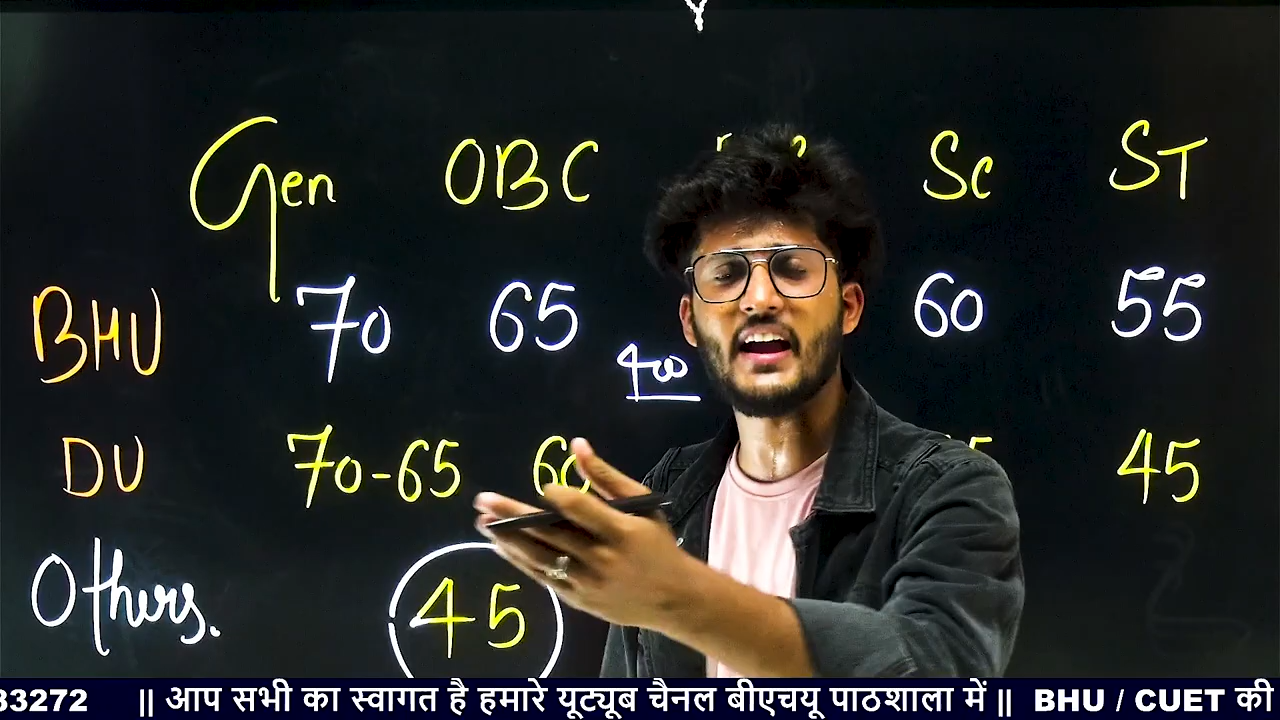 Gen OBC SC ST
BHU 70 65 60 55
400
DU 70-65 60 45
Others. 45
33272 || आप सभी का स्वागत है हमारे यूट्यूब चैनल बीएचयू पाठशाला में || BHU / CUET की